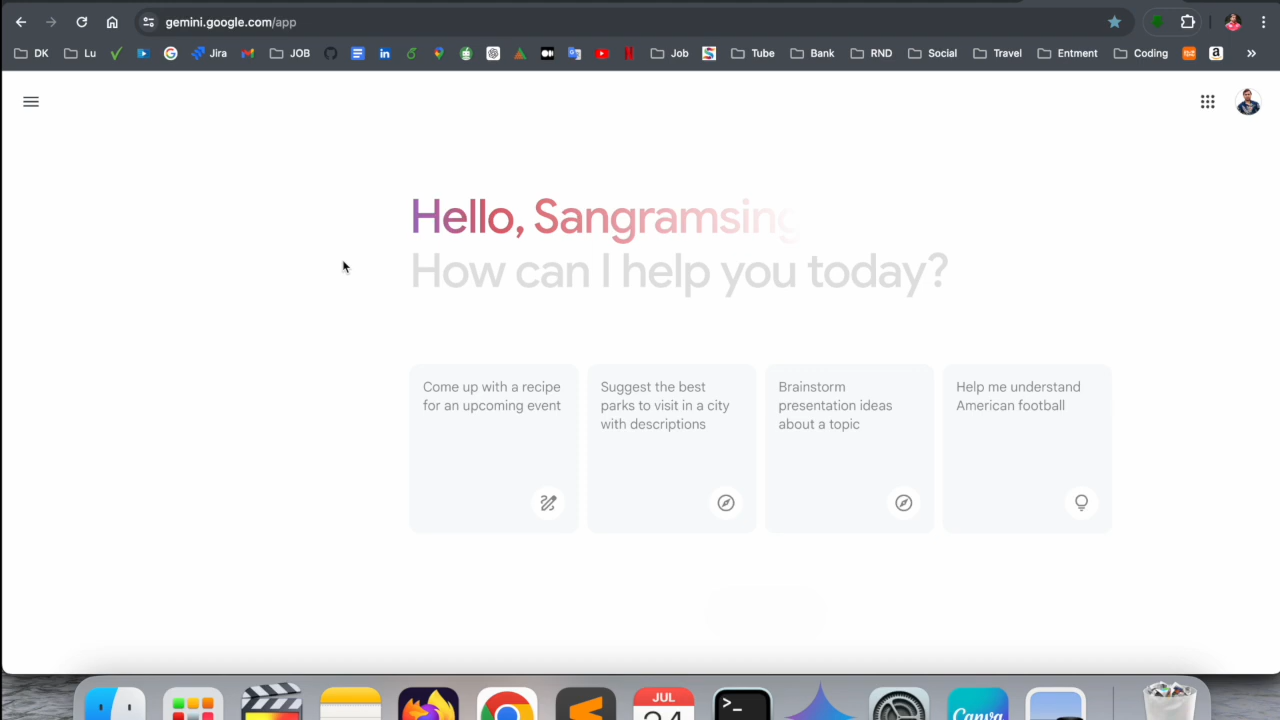 gemini.google.com/app
DK Lu Jira JOB Job Tube Bank RND Social Travel Entment Coding »
Hello, Sangramsing
How can I help you today?
Come up with a recipe
for an upcoming event
Suggest the best
parks to visit in a city
with descriptions
Brainstorm
presentation ideas
about a topic
Help me understand
American football
JUL
24
>_
Canva